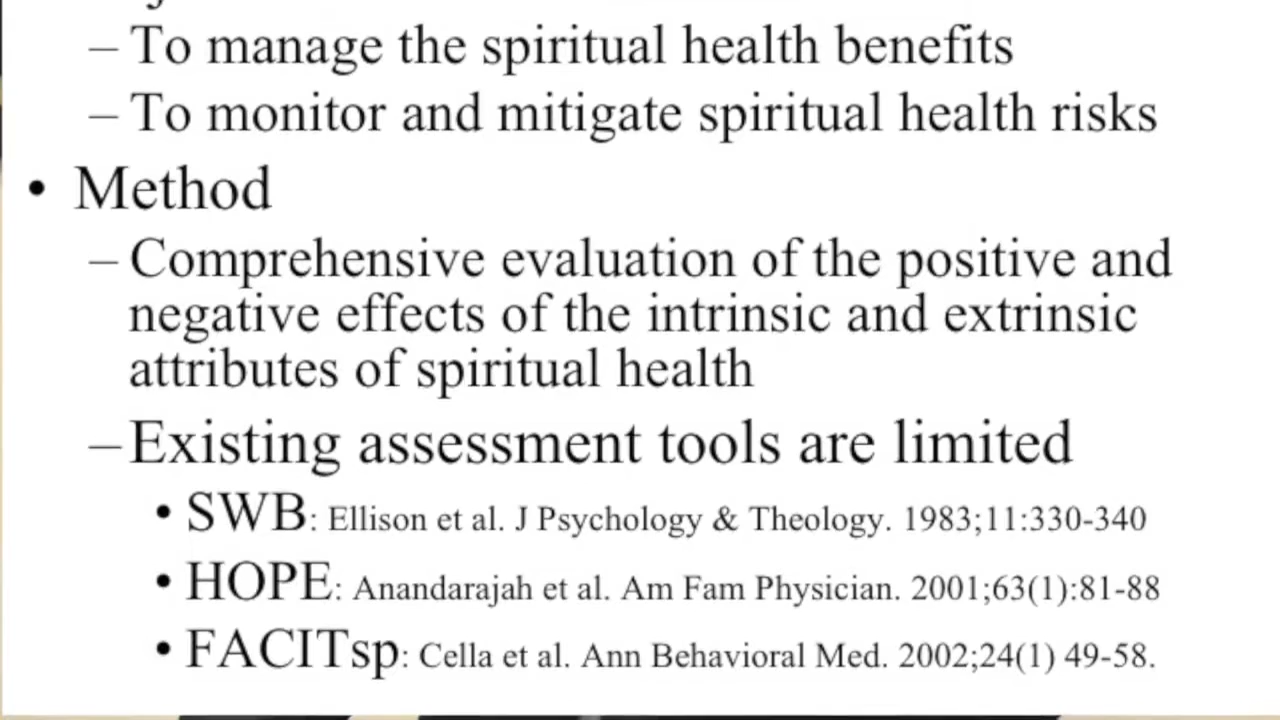 – To manage the spiritual health benefits
– To monitor and mitigate spiritual health risks
• Method
– Comprehensive evaluation of the positive and
negative effects of the intrinsic and extrinsic
attributes of spiritual health
– Existing assessment tools are limited
• SWB: Ellison et al. J Psychology & Theology. 1983;11:330-340
• HOPE: Anandarajah et al. Am Fam Physician. 2001;63(1):81-88
• FACITsp: Cella et al. Ann Behavioral Med. 2002;24(1) 49-58.